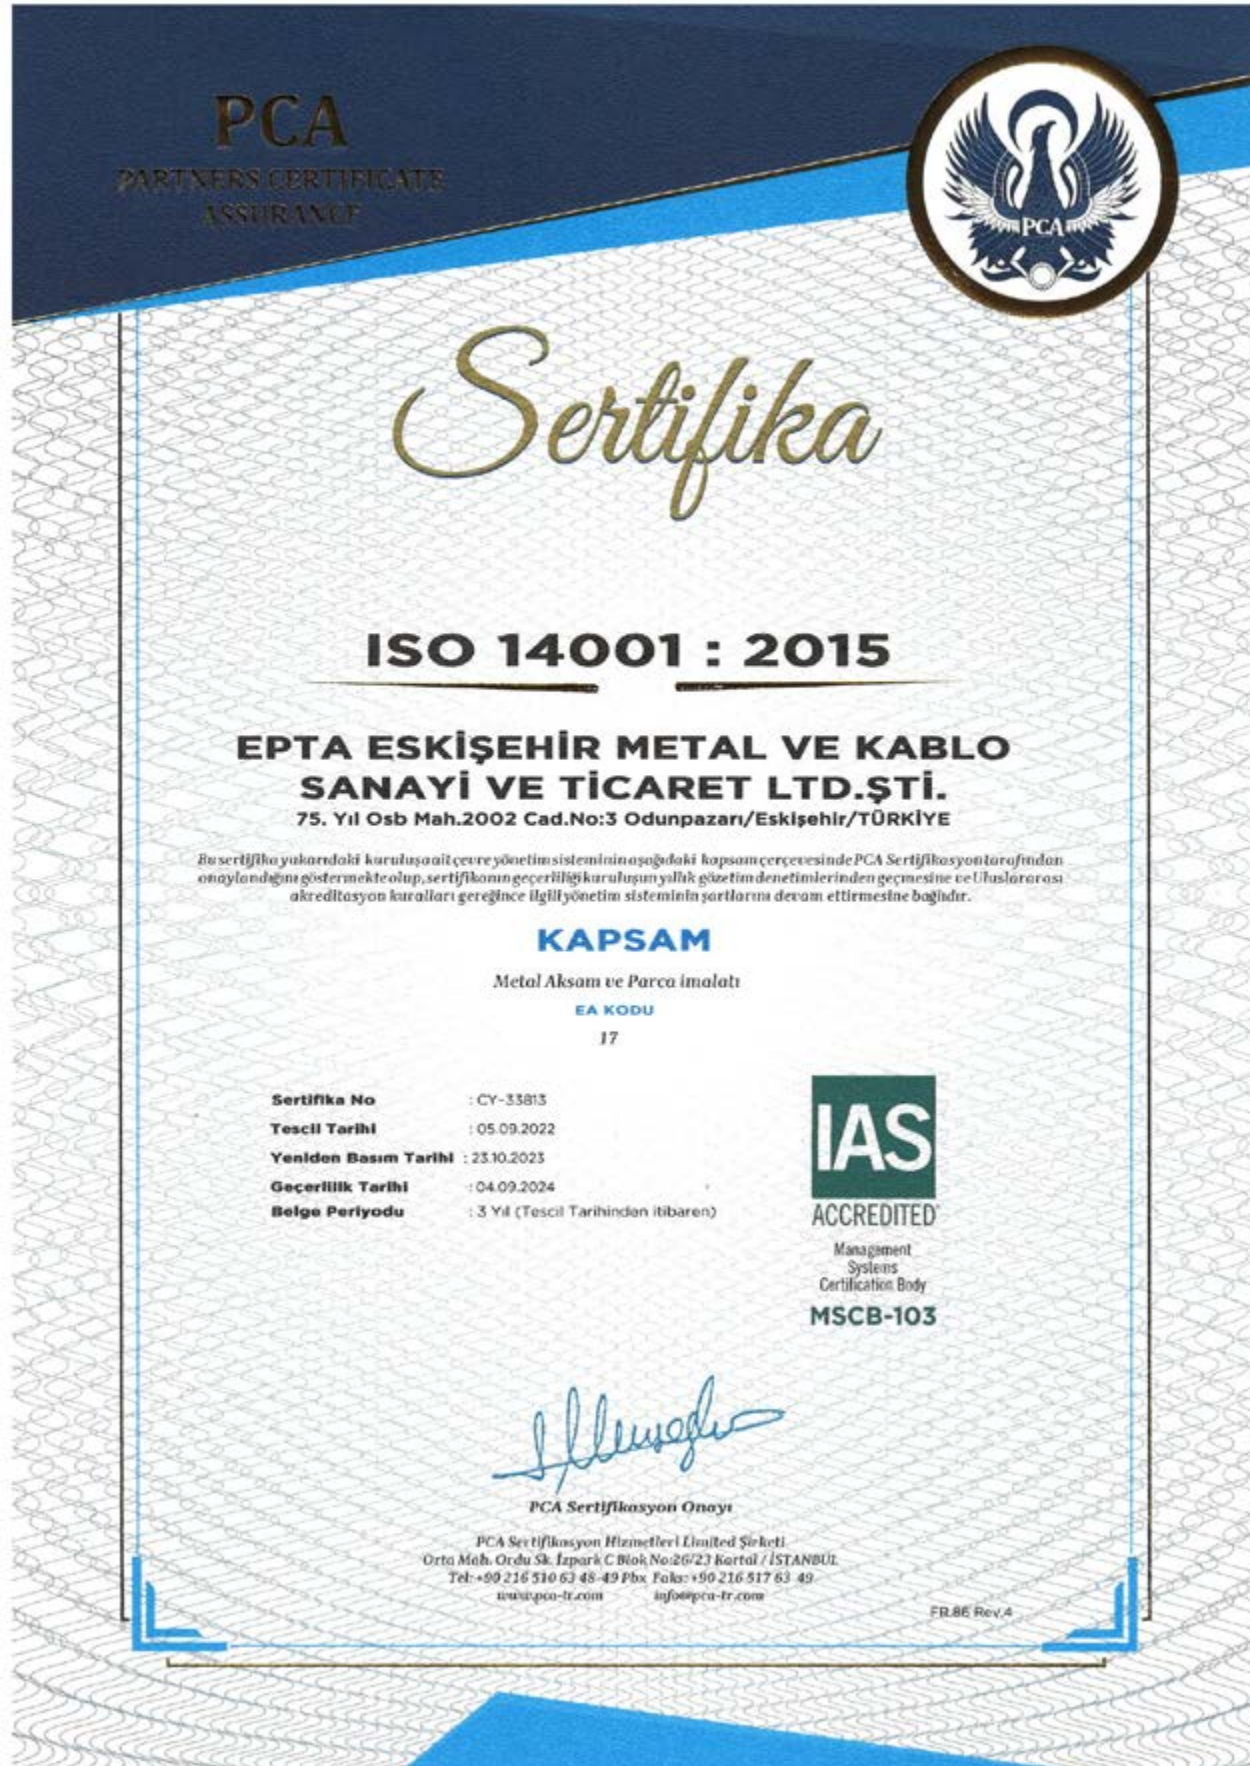 PCA
PARTNERS CERTIFICATE
ASSURANCE
PCA
Sertifika
ISO 14001 : 2015
EPTA ESKİŞEHİR METAL VE KABLO
SANAYİ VE TİCARET LTD.ŞTİ.
75. Yıl Osb Mah.2002 Cad.No:3 Odunpazarı/Eskişehir/TÜRKİYE
Bu sertifika yukarıdaki kuruluşa ait çevre yönetim sisteminin aşağıdaki kapsam çerçevesinde PCA Sertifikasyon tarafından
onaylandığını göstermekte olup, sertifikanın geçerliliği kuruluşun yıllık gözetim denetimlerinden geçmesine ve Uluslararası
akreditasyon kuralları gereğince ilgili yönetim sisteminin şartlarını devam ettirmesine bağlıdır.
KAPSAM
Metal Aksam ve Parça imalatı
EA KODU
17
Sertifika No : CY-33813
Tescil Tarihi : 05.09.2022
Yeniden Basım Tarihi : 23.10.2023
Geçerlilik Tarihi : 04.09.2024
Belge Periyodu : 3 Yıl (Tescil Tarihinden itibaren)
IAS
ACCREDITED
Management
Systems
Certification Body
MSCB-103
PCA Sertifikasyon Onayı
PCA Sertifikasyon Hizmetleri Limited Şirketi
Orta Mah. Ordu Sk. İzpark C Blok No:26/23 Kartal / İSTANBUL
Tel: +90 216 510 63 48-49 Pbx Faks: +90 216 517 63 49
www.pca-tr.com info@pca-tr.com
FR.86 Rev.4